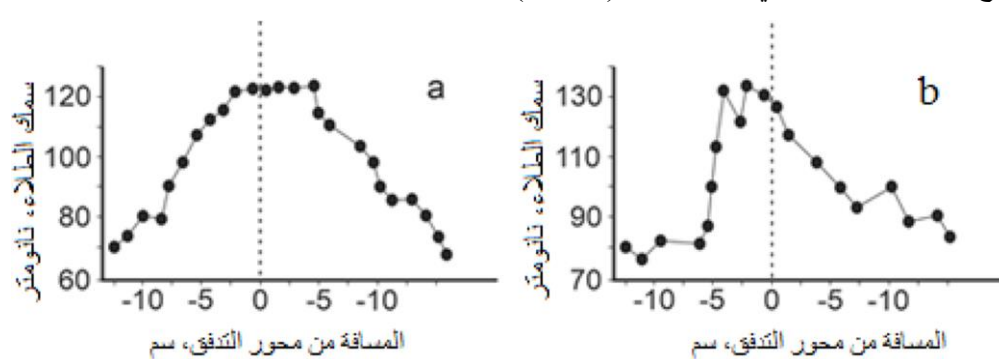 a
سمك الطلاء، نانومتر
120
100
80
60
-10 -5 0 -5 -10
المسافة من محور التدفق، سم
b
سمك الطلاء، نانومتر
130
110
90
70
-10 -5 0 -5 -10
المسافة من محور التدفق، سم